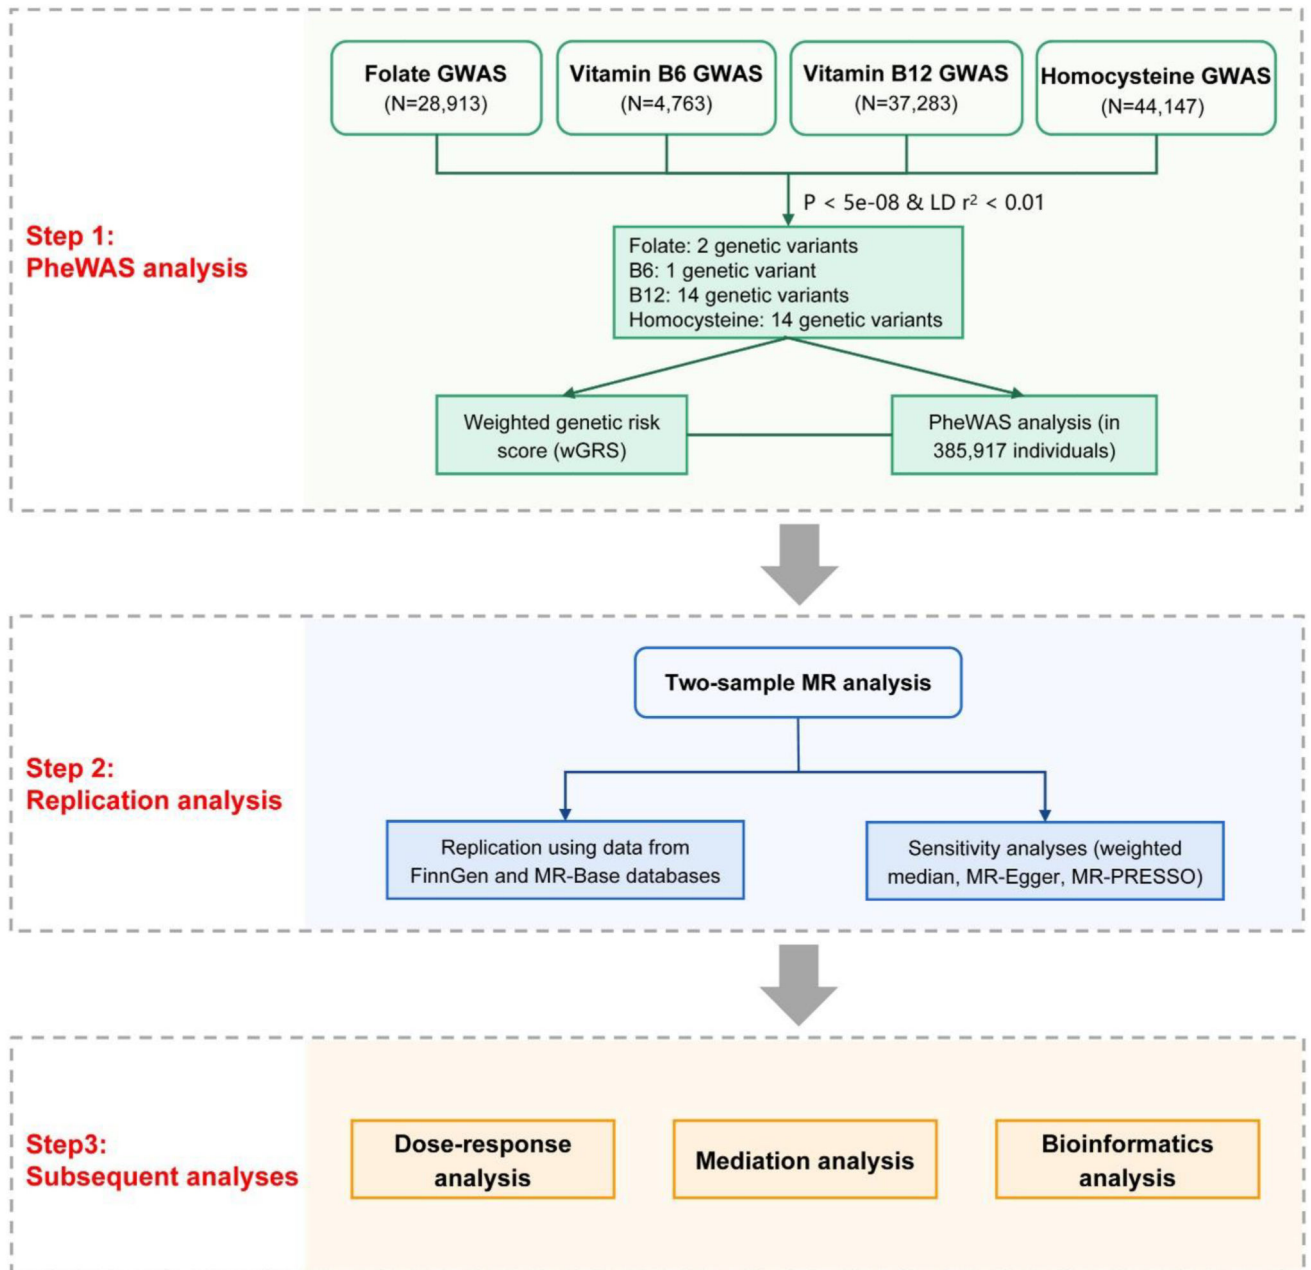 Folate GWAS
(N=28,913)
Vitamin B6 GWAS
(N=4,763)
Vitamin B12 GWAS
(N=37,283)
Homocysteine GWAS
(N=44,147)
P < 5e-08 & LD r² < 0.01
Step 1:
PheWAS analysis
Folate: 2 genetic variants
B6: 1 genetic variant
B12: 14 genetic variants
Homocysteine: 14 genetic variants
Weighted genetic risk
score (wGRS)
PheWAS analysis (in
385,917 individuals)
Two-sample MR analysis
Step 2:
Replication analysis
Replication using data from
FinnGen and MR-Base databases
Sensitivity analyses (weighted
median, MR-Egger, MR-PRESSO)
Step3:
Subsequent analyses
Dose-response
analysis
Mediation analysis
Bioinformatics
analysis